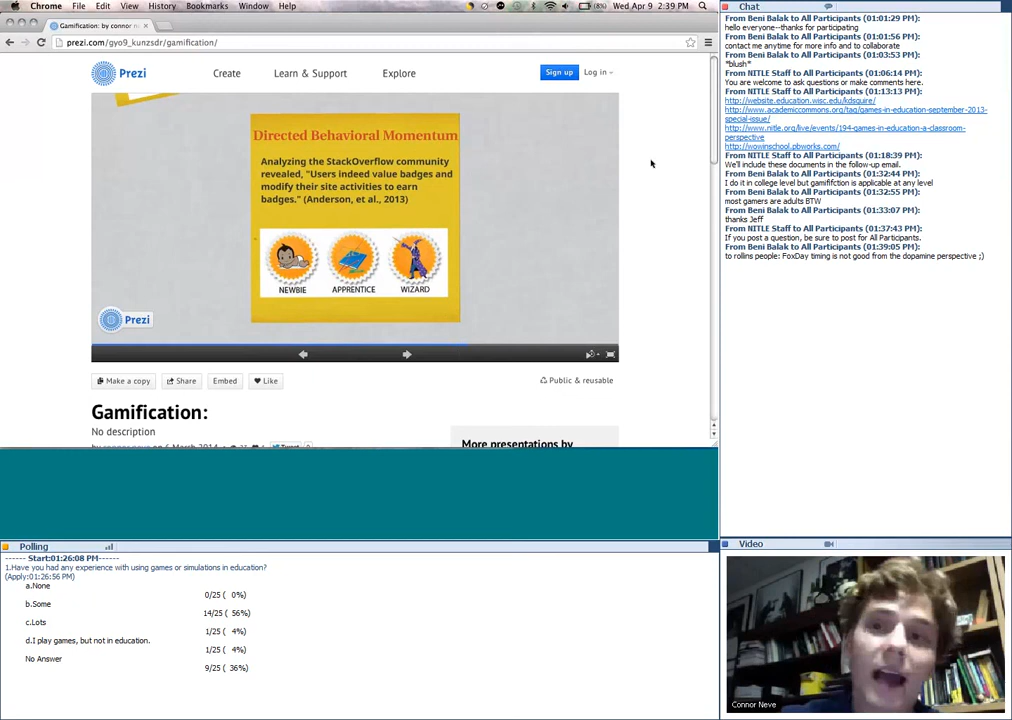 Chrome File Edit View History Bookmarks Window Help
(8%) Wed Apr 9 2:39 PM
Gamification: by connor n
prezi.com/gyo9_kunzsdr/gamification/
Prezi Create Learn & Support Explore Sign up Log in
Directed Behavioral Momentum
Analyzing the StackOverflow community
revealed, "Users indeed value badges and
modify their site activities to earn
badges." (Anderson, et al., 2013)
NEWBIE APPRENTICE WIZARD
Prezi
Make a copy Share Embed Like Public & reusable
Gamification:
No description
More presentations by
Chat
From Beni Balak to All Participants (01:01:29 PM):
hello everyone--thanks for participating
From Beni Balak to All Participants (01:01:56 PM):
contact me anytime for more info and to collaborate
From Beni Balak to All Participants (01:03:53 PM):
*blush*
From NITLE Staff to All Participants (01:06:14 PM):
You are welcome to ask questions or make comments here.
From NITLE Staff to All Participants (01:13:13 PM):
http://website.education.wisc.edu/kdsquire/
http://www.academiccommons.org/tag/games-in-education-september-2013-
special-issue/
http://www.nitle.org/live/events/194-games-in-education-a-classroom-
perspective
http://wowinschool.pbworks.com/
From NITLE Staff to All Participants (01:18:39 PM):
We'll include these documents in the follow-up email.
From Beni Balak to All Participants (01:32:44 PM):
I do it in college level but gamififction is applicable at any level
From Beni Balak to All Participants (01:32:55 PM):
most gamers are adults BTW
From Beni Balak to All Participants (01:33:07 PM):
thanks Jeff
From NITLE Staff to All Participants (01:37:43 PM):
If you post a question, be sure to post for All Participants.
From Beni Balak to All Participants (01:39:05 PM):
to rollins people: FoxDay timing is not good from the dopamine perspective ;)
Polling
------ Start:01:26:08 PM------
1.Have you had any experience with using games or simulations in education?
(Apply:01:26:56 PM)
a.None
0/25 ( 0%)
b.Some
14/25 ( 56%)
c.Lots
1/25 ( 4%)
d.I play games, but not in education.
1/25 ( 4%)
No Answer
9/25 ( 36%)
Video
Connor Neve